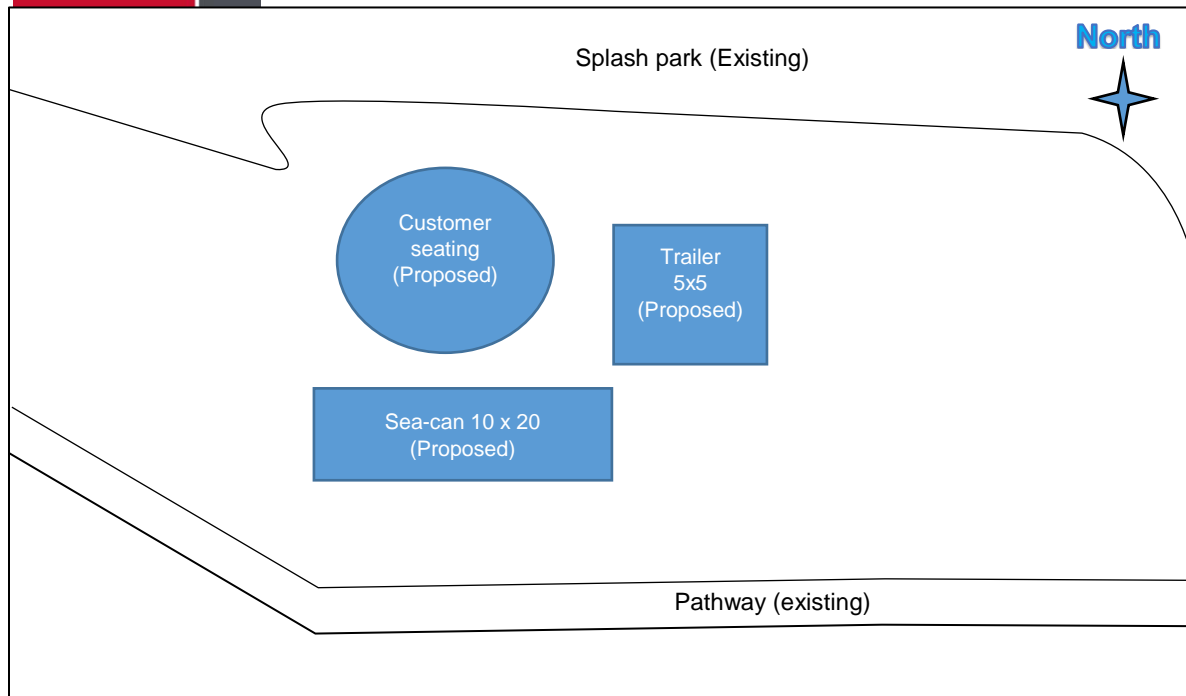 North
Splash park (Existing)
Customer
seating
(Proposed)
Trailer
5x5
(Proposed)
Sea-can 10 x 20
(Proposed)
Pathway (existing)